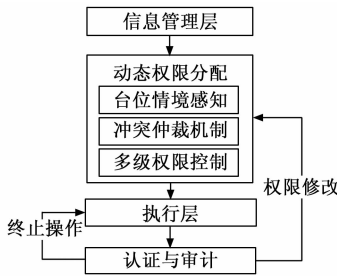 信息管理层
动态权限分配
台位情境感知
冲突仲裁机制
多级权限控制
权限修改
执行层
终止操作
认证与审计